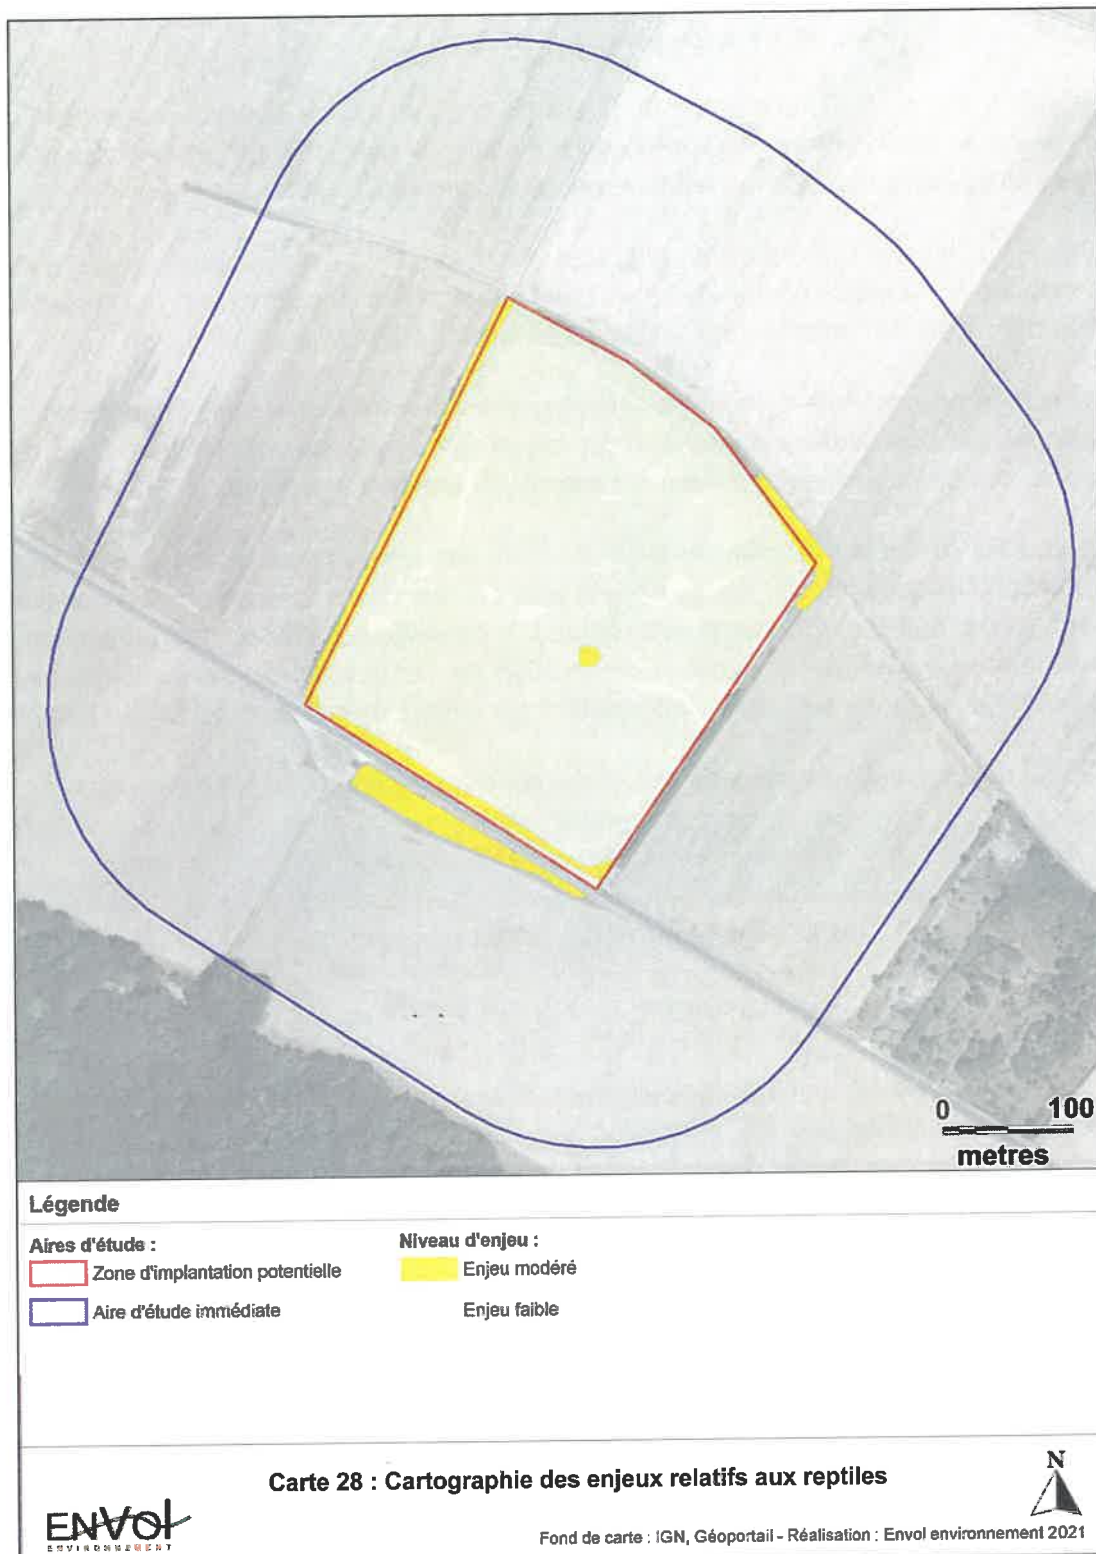 0 100
metres
Légende
Aires d'étude :
Zone d'implantation potentielle
Aire d'étude immédiate
Niveau d'enjeu :
Enjeu modéré
Enjeu faible
Carte 28 : Cartographie des enjeux relatifs aux reptiles
N
ENVOL
ENVIRONNEMENT
Fond de carte : IGN, Géoportail - Réalisation : Envol environnement 2021